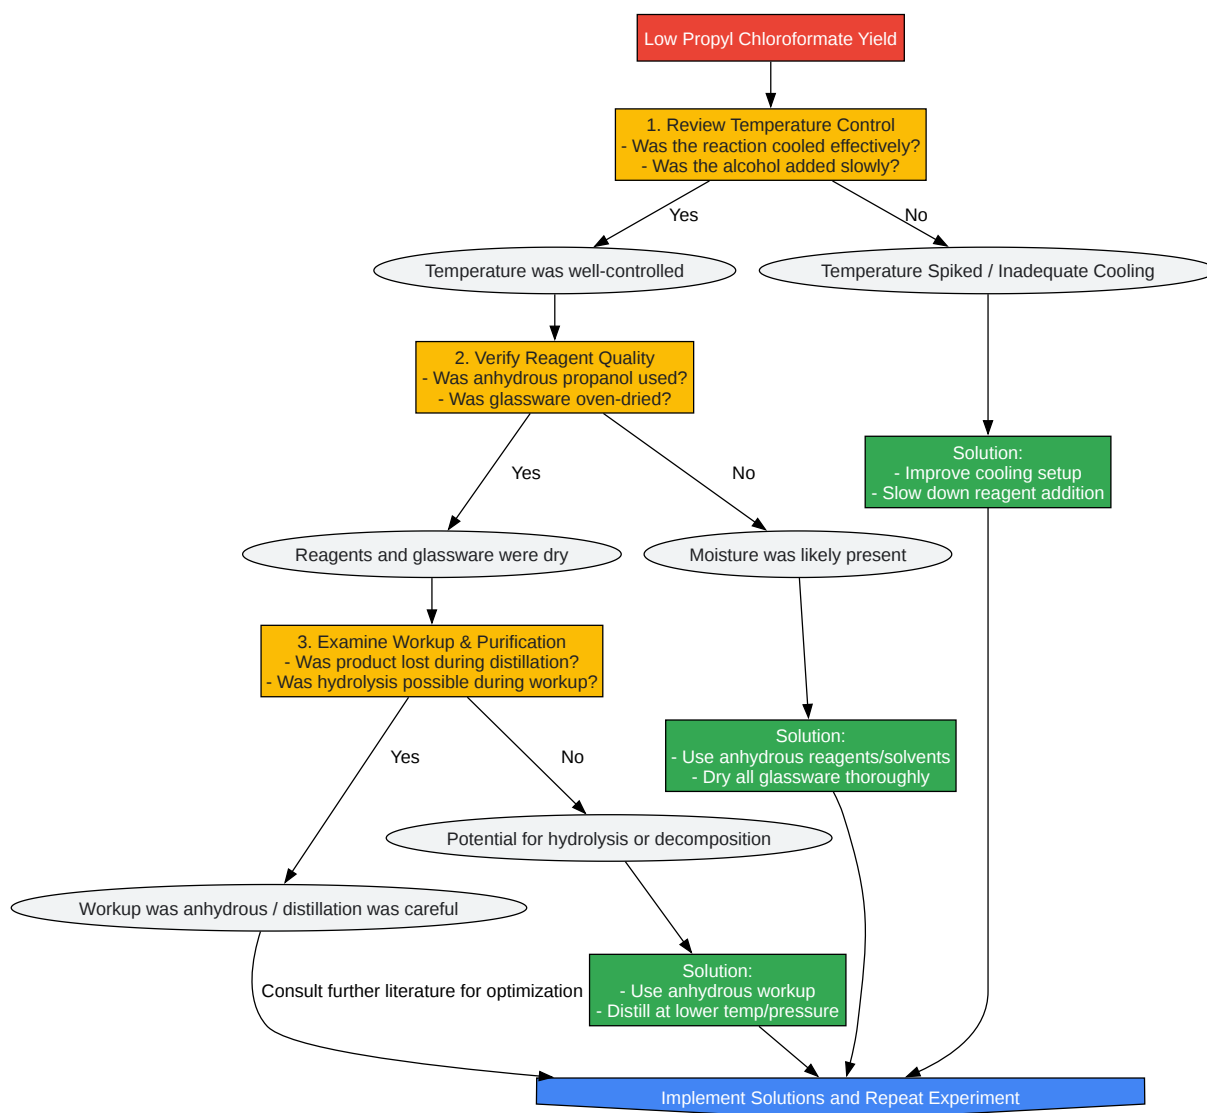 Low Propyl Chloroformate Yield
1. Review Temperature Control
- Was the reaction cooled effectively?
- Was the alcohol added slowly?
Yes
No
Temperature was well-controlled
Temperature Spiked / Inadequate Cooling
2. Verify Reagent Quality
- Was anhydrous propanol used?
- Was glassware oven-dried?
Solution:
- Improve cooling setup
- Slow down reagent addition
Yes
No
Reagents and glassware were dry
Moisture was likely present
3. Examine Workup & Purification
- Was product lost during distillation?
- Was hydrolysis possible during workup?
Solution:
- Use anhydrous reagents/solvents
- Dry all glassware thoroughly
Yes
No
Potential for hydrolysis or decomposition
Workup was anhydrous / distillation was careful
Consult further literature for optimization
Solution:
- Use anhydrous workup
- Distill at lower temp/pressure
Implement Solutions and Repeat Experiment